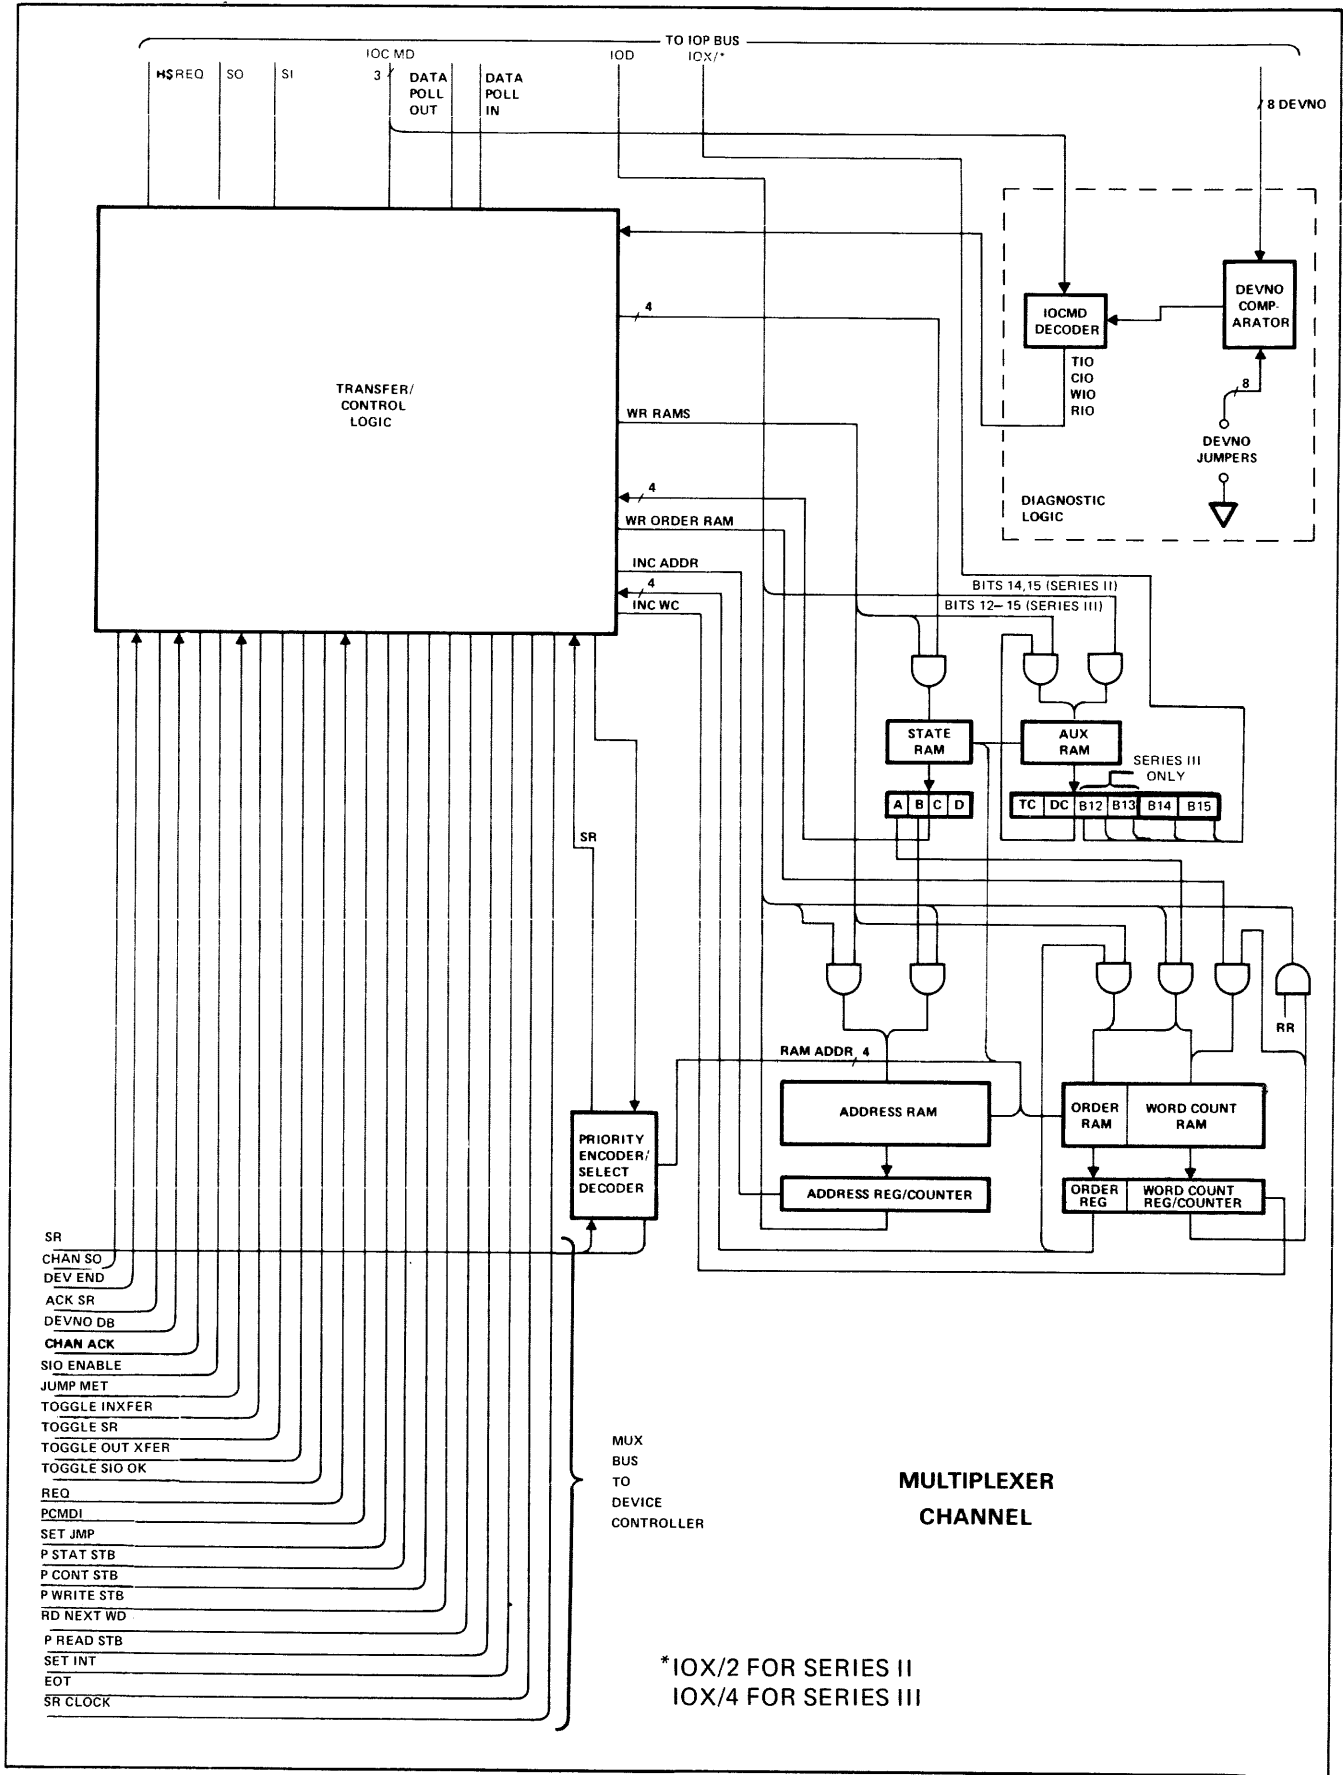 TO IOP BUS
HSREQ
SO
SI
IOC MD
3
DATA
POLL
OUT
DATA
POLL
IN
IOD
IOX/*
8 DEVNO
TRANSFER/
CONTROL
LOGIC
4
IOCMD
DECODER
DEVNO
COMP-
ARATOR
TIO
CIO
WIO
RIO
8
DEVNO
JUMPERS
DIAGNOSTIC
LOGIC
WR RAMS
4
WR ORDER RAM
INC ADDR
4
INC WC
BITS 14,15 (SERIES II)
BITS 12–15 (SERIES III)
STATE
RAM
AUX
RAM
SERIES III
ONLY
A B C D
TC DC B12 B13 B14 B15
SR
RR
RAM ADDR 4
ADDRESS RAM
ORDER
RAM
WORD COUNT
RAM
PRIORITY
ENCODER/
SELECT
DECODER
ADDRESS REG/COUNTER
ORDER
REG
WORD COUNT
REG/COUNTER
SR
CHAN SO
DEV END
ACK SR
DEVNO DB
CHAN ACK
SIO ENABLE
JUMP MET
TOGGLE INXFER
TOGGLE SR
TOGGLE OUT XFER
TOGGLE SIO OK
REQ
PCMDI
SET JMP
P STAT STB
P CONT STB
P WRITE STB
RD NEXT WD
P READ STB
SET INT
EOT
SR CLOCK
MUX
BUS
TO
DEVICE
CONTROLLER
MULTIPLEXER
CHANNEL
*IOX/2 FOR SERIES II
IOX/4 FOR SERIES III